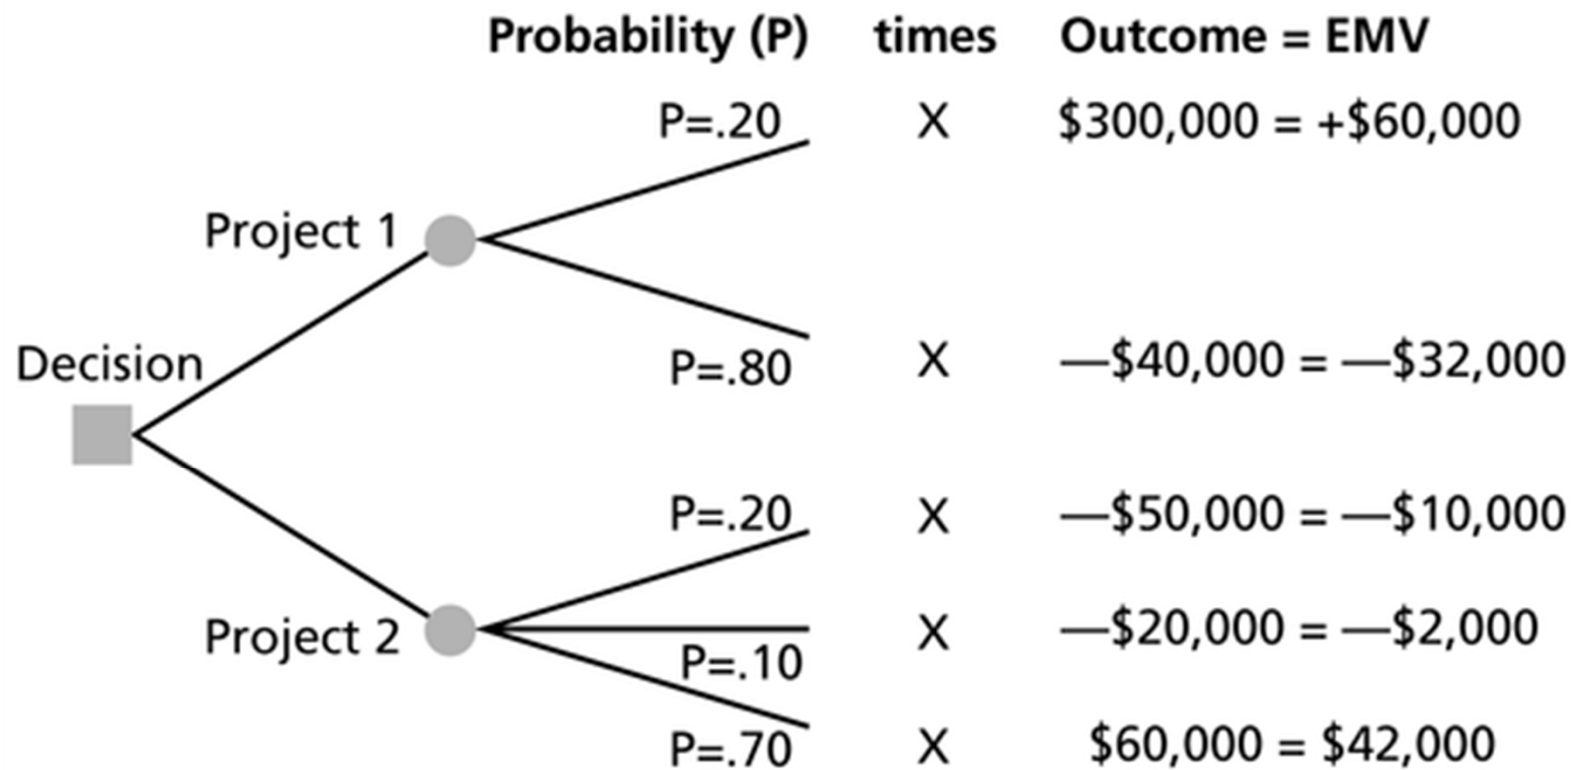 Probability (P) times Outcome = EMV
P=.20 X $300,000 = +$60,000
Project 1
P=.80 X —$40,000 = —$32,000
Decision
P=.20 X —$50,000 = —$10,000
Project 2
P=.10 X —$20,000 = —$2,000
P=.70 X $60,000 = $42,000